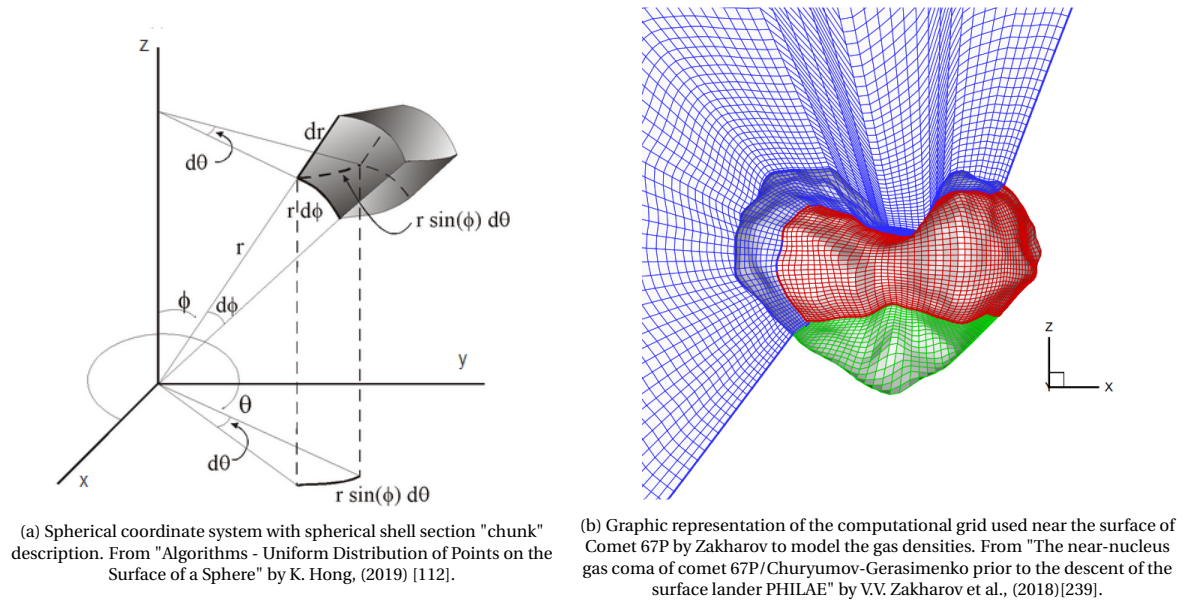 z
dr
dθ
r dϕ
r sin(ϕ) dθ
r
ϕ
dϕ
y
θ
dθ
x
r sin(ϕ) dθ
(a) Spherical coordinate system with spherical shell section "chunk"
description. From "Algorithms - Uniform Distribution of Points on the
Surface of a Sphere" by K. Hong, (2019) [112].
z
Y
x
(b) Graphic representation of the computational grid used near the surface of
Comet 67P by Zakharov to model the gas densities. From "The near-nucleus
gas coma of comet 67P/Churyumov-Gerasimenko prior to the descent of the
surface lander PHILAE" by V.V. Zakharov et al., (2018)[239].